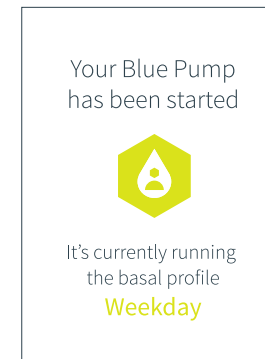 Your Blue Pump
has been started
It's currently running
the basal profile
Weekday